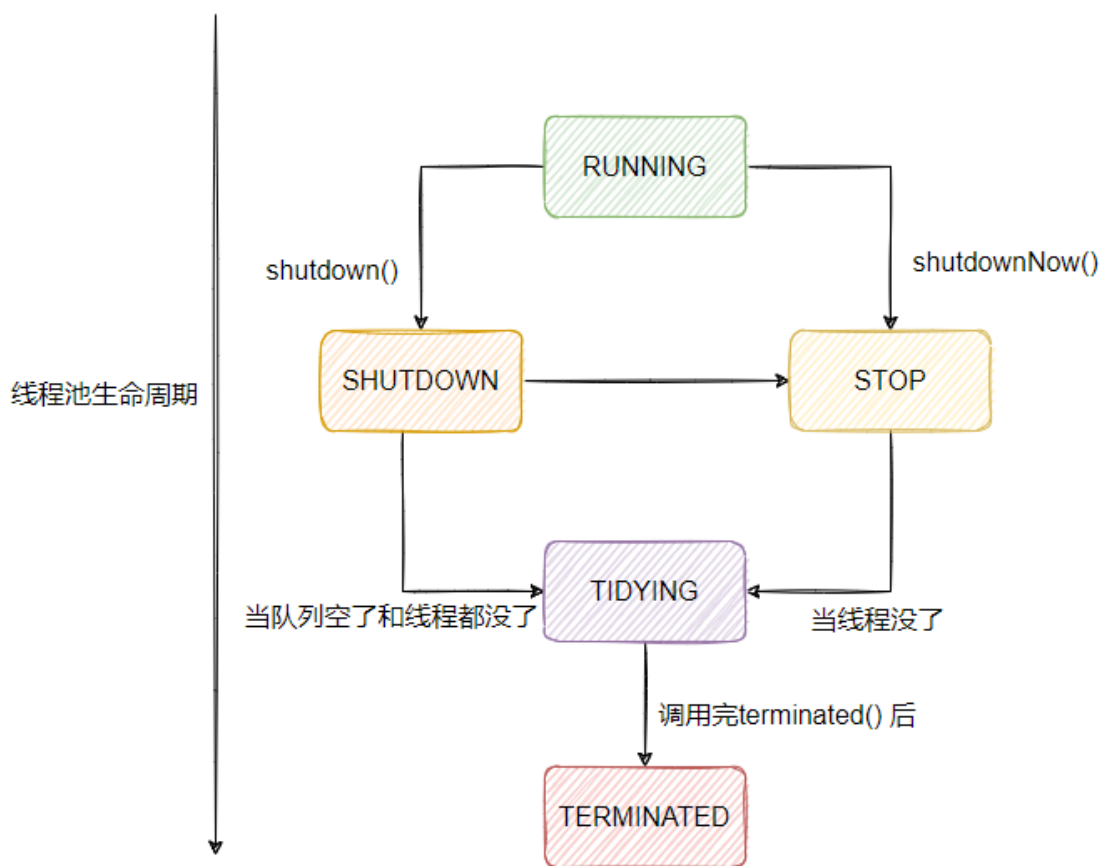 RUNNING
shutdown()
shutdownNow()
线程池生命周期
SHUTDOWN
STOP
TIDYING
当队列空了和线程都没了
当线程没了
调用完terminated() 后
TERMINATED